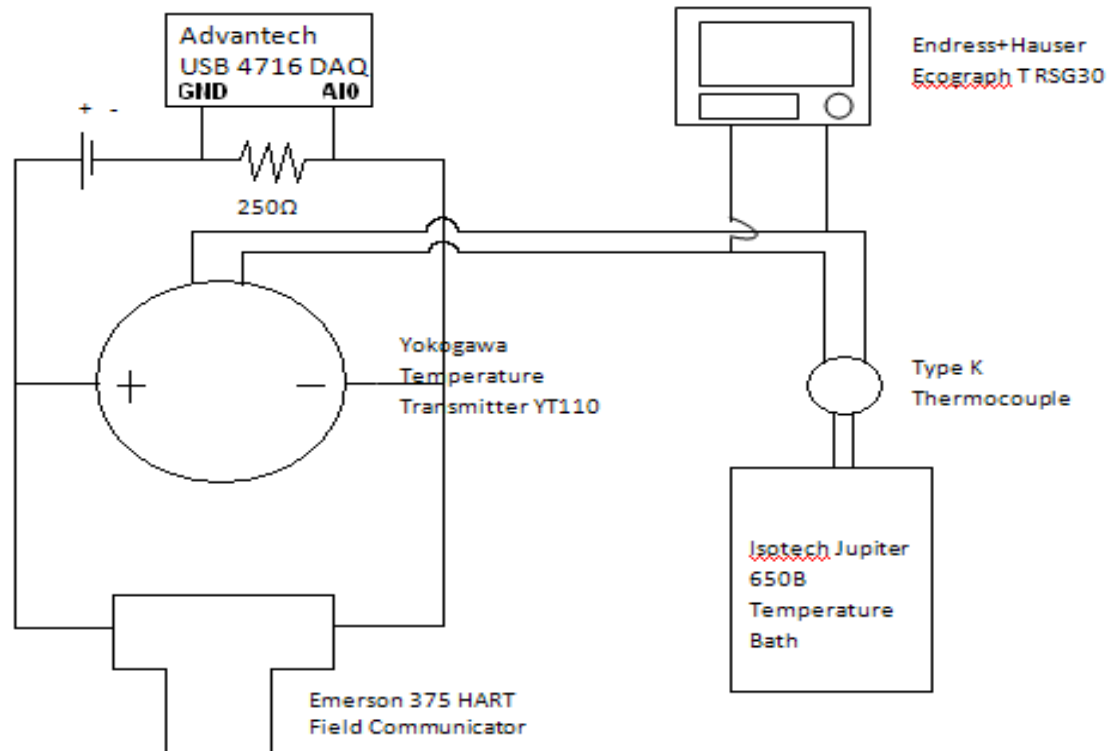 Advantech
USB 4716 DAQ
GND AI0
+ -
250Ω
Endress+Hauser
Ecograph T RSG30
+ −
Yokogawa
Temperature
Transmitter YT110
Type K
Thermocouple
Isotech Jupiter
650B
Temperature
Bath
Emerson 375 HART
Field Communicator